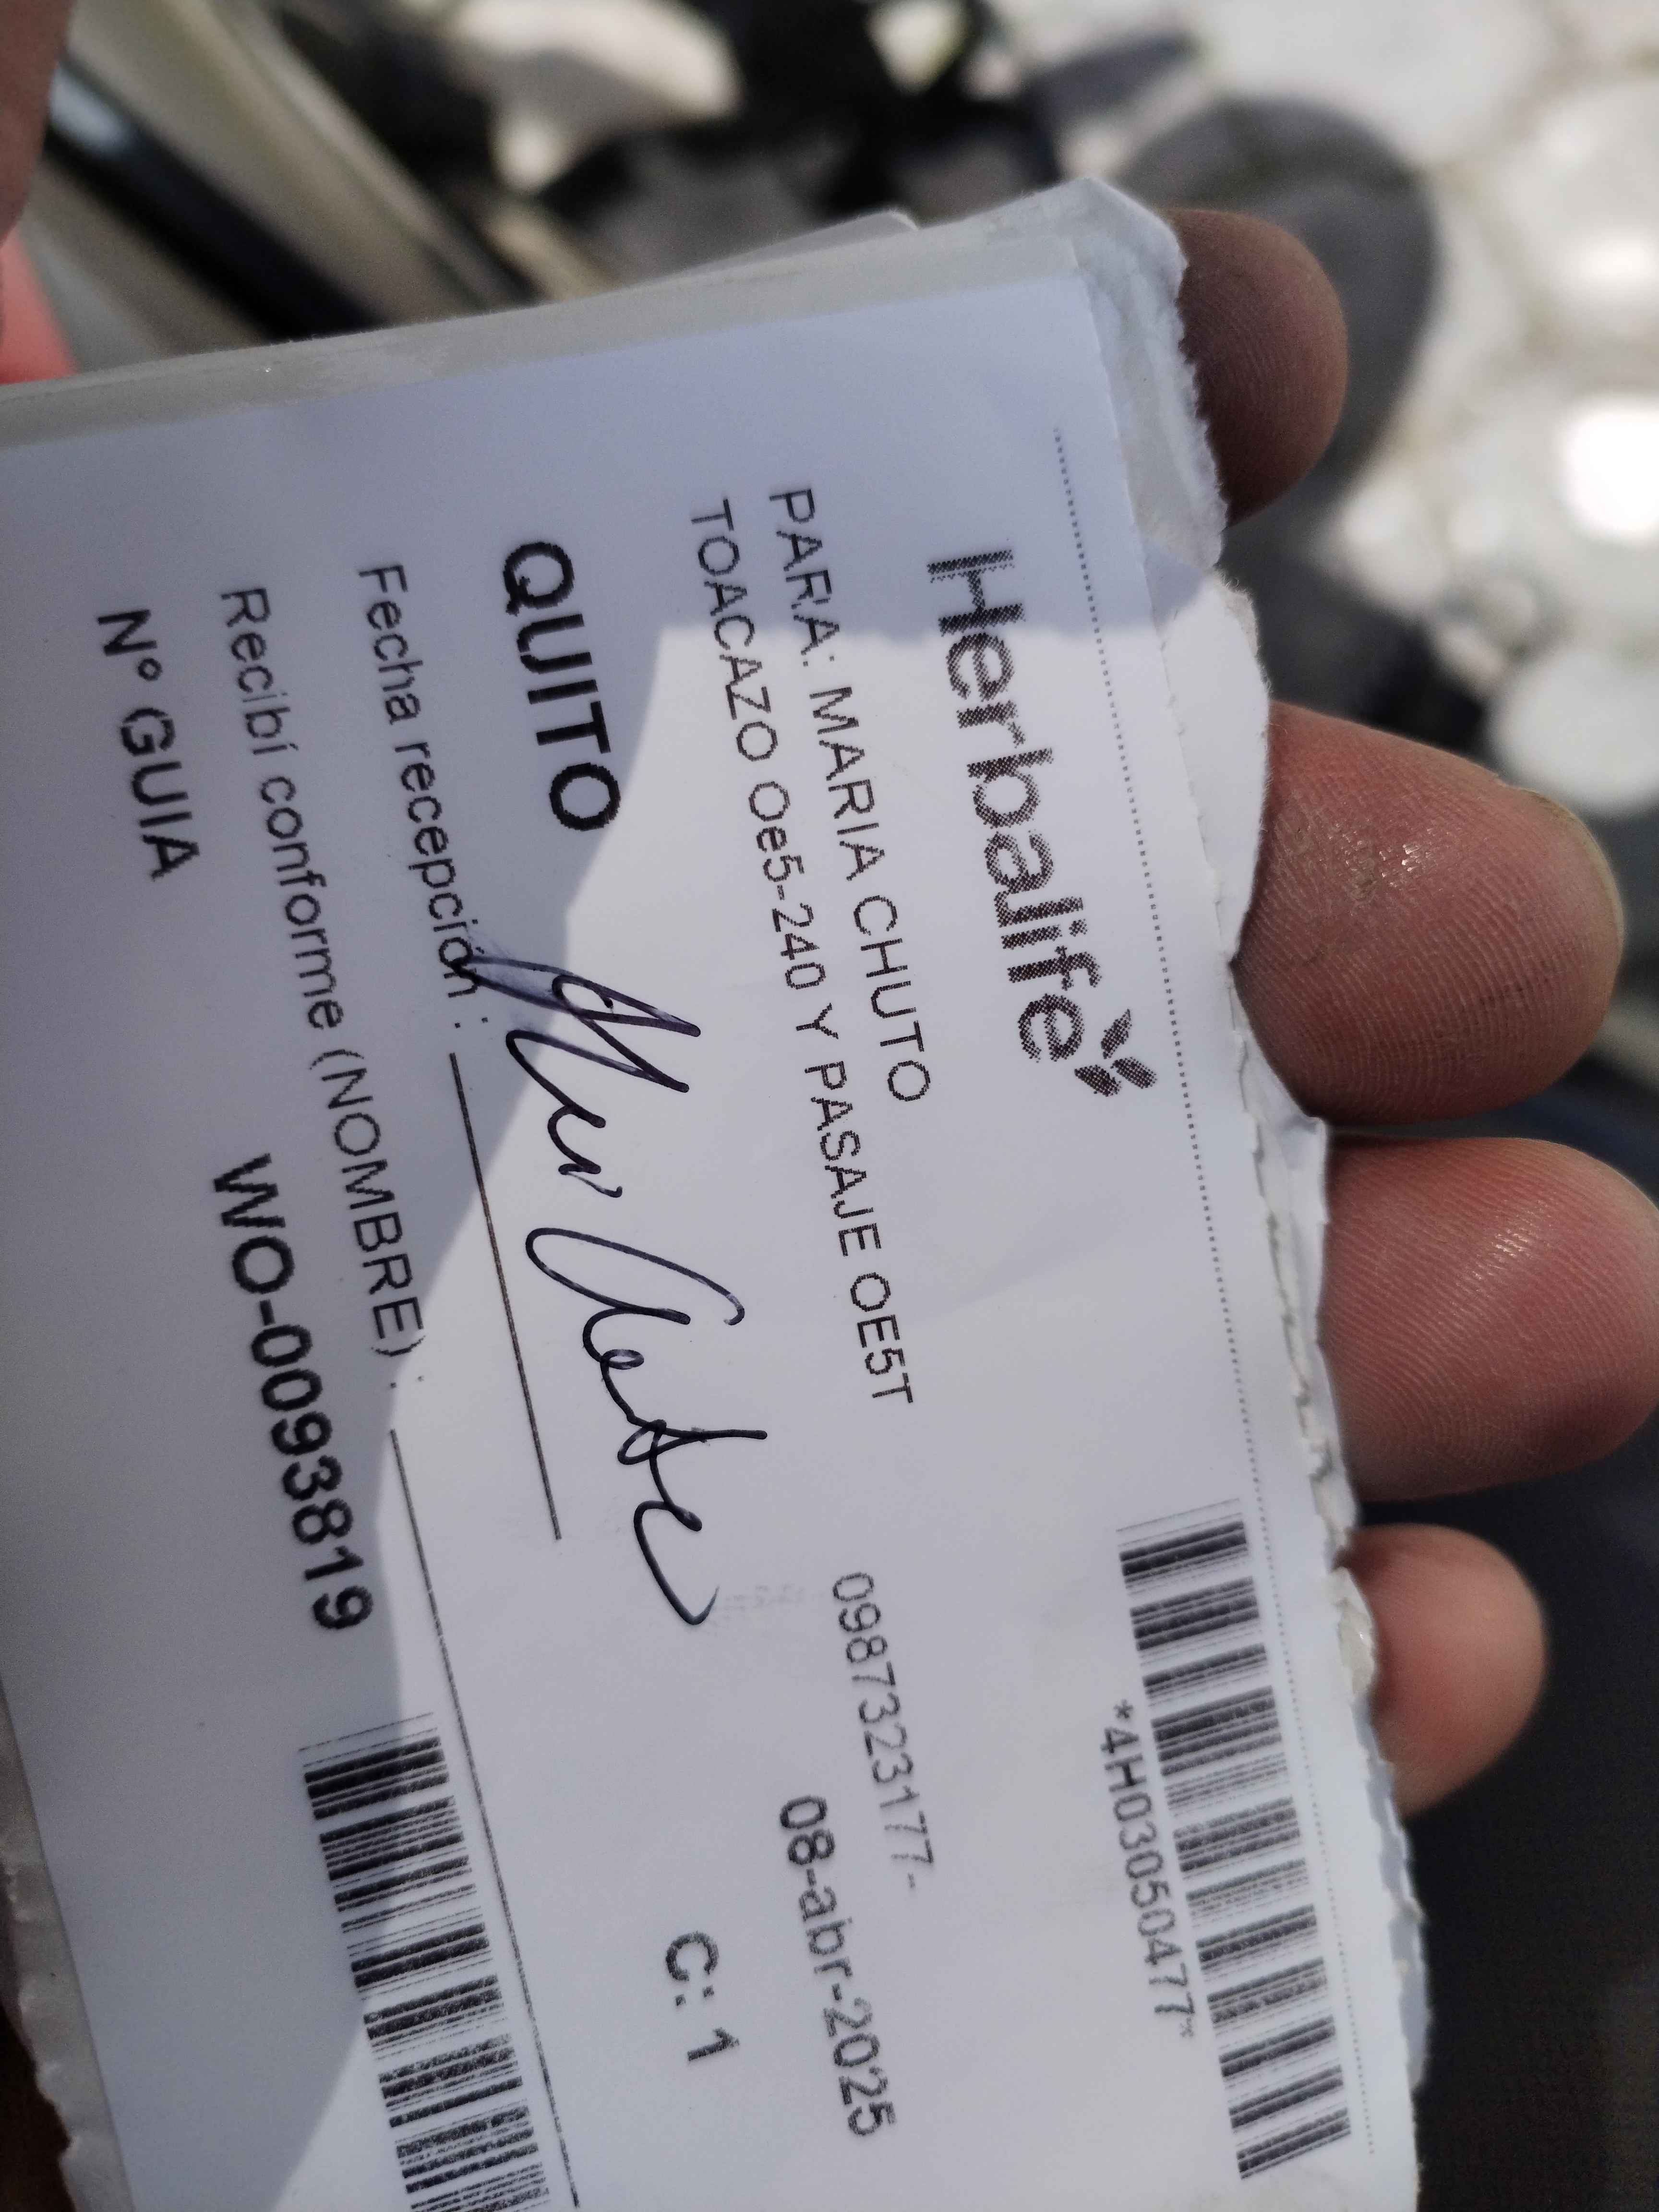 Herbalife
*4H03050477*
PARA: MARIA CHUTO 0987323177-
TOACAZO Oe5-240 Y PASAJE OE5T
08-abr-2025
QUITO C: 1
Fecha recepción :
Recibí conforme (NOMBRE) :
N° GUIA WO-0093819